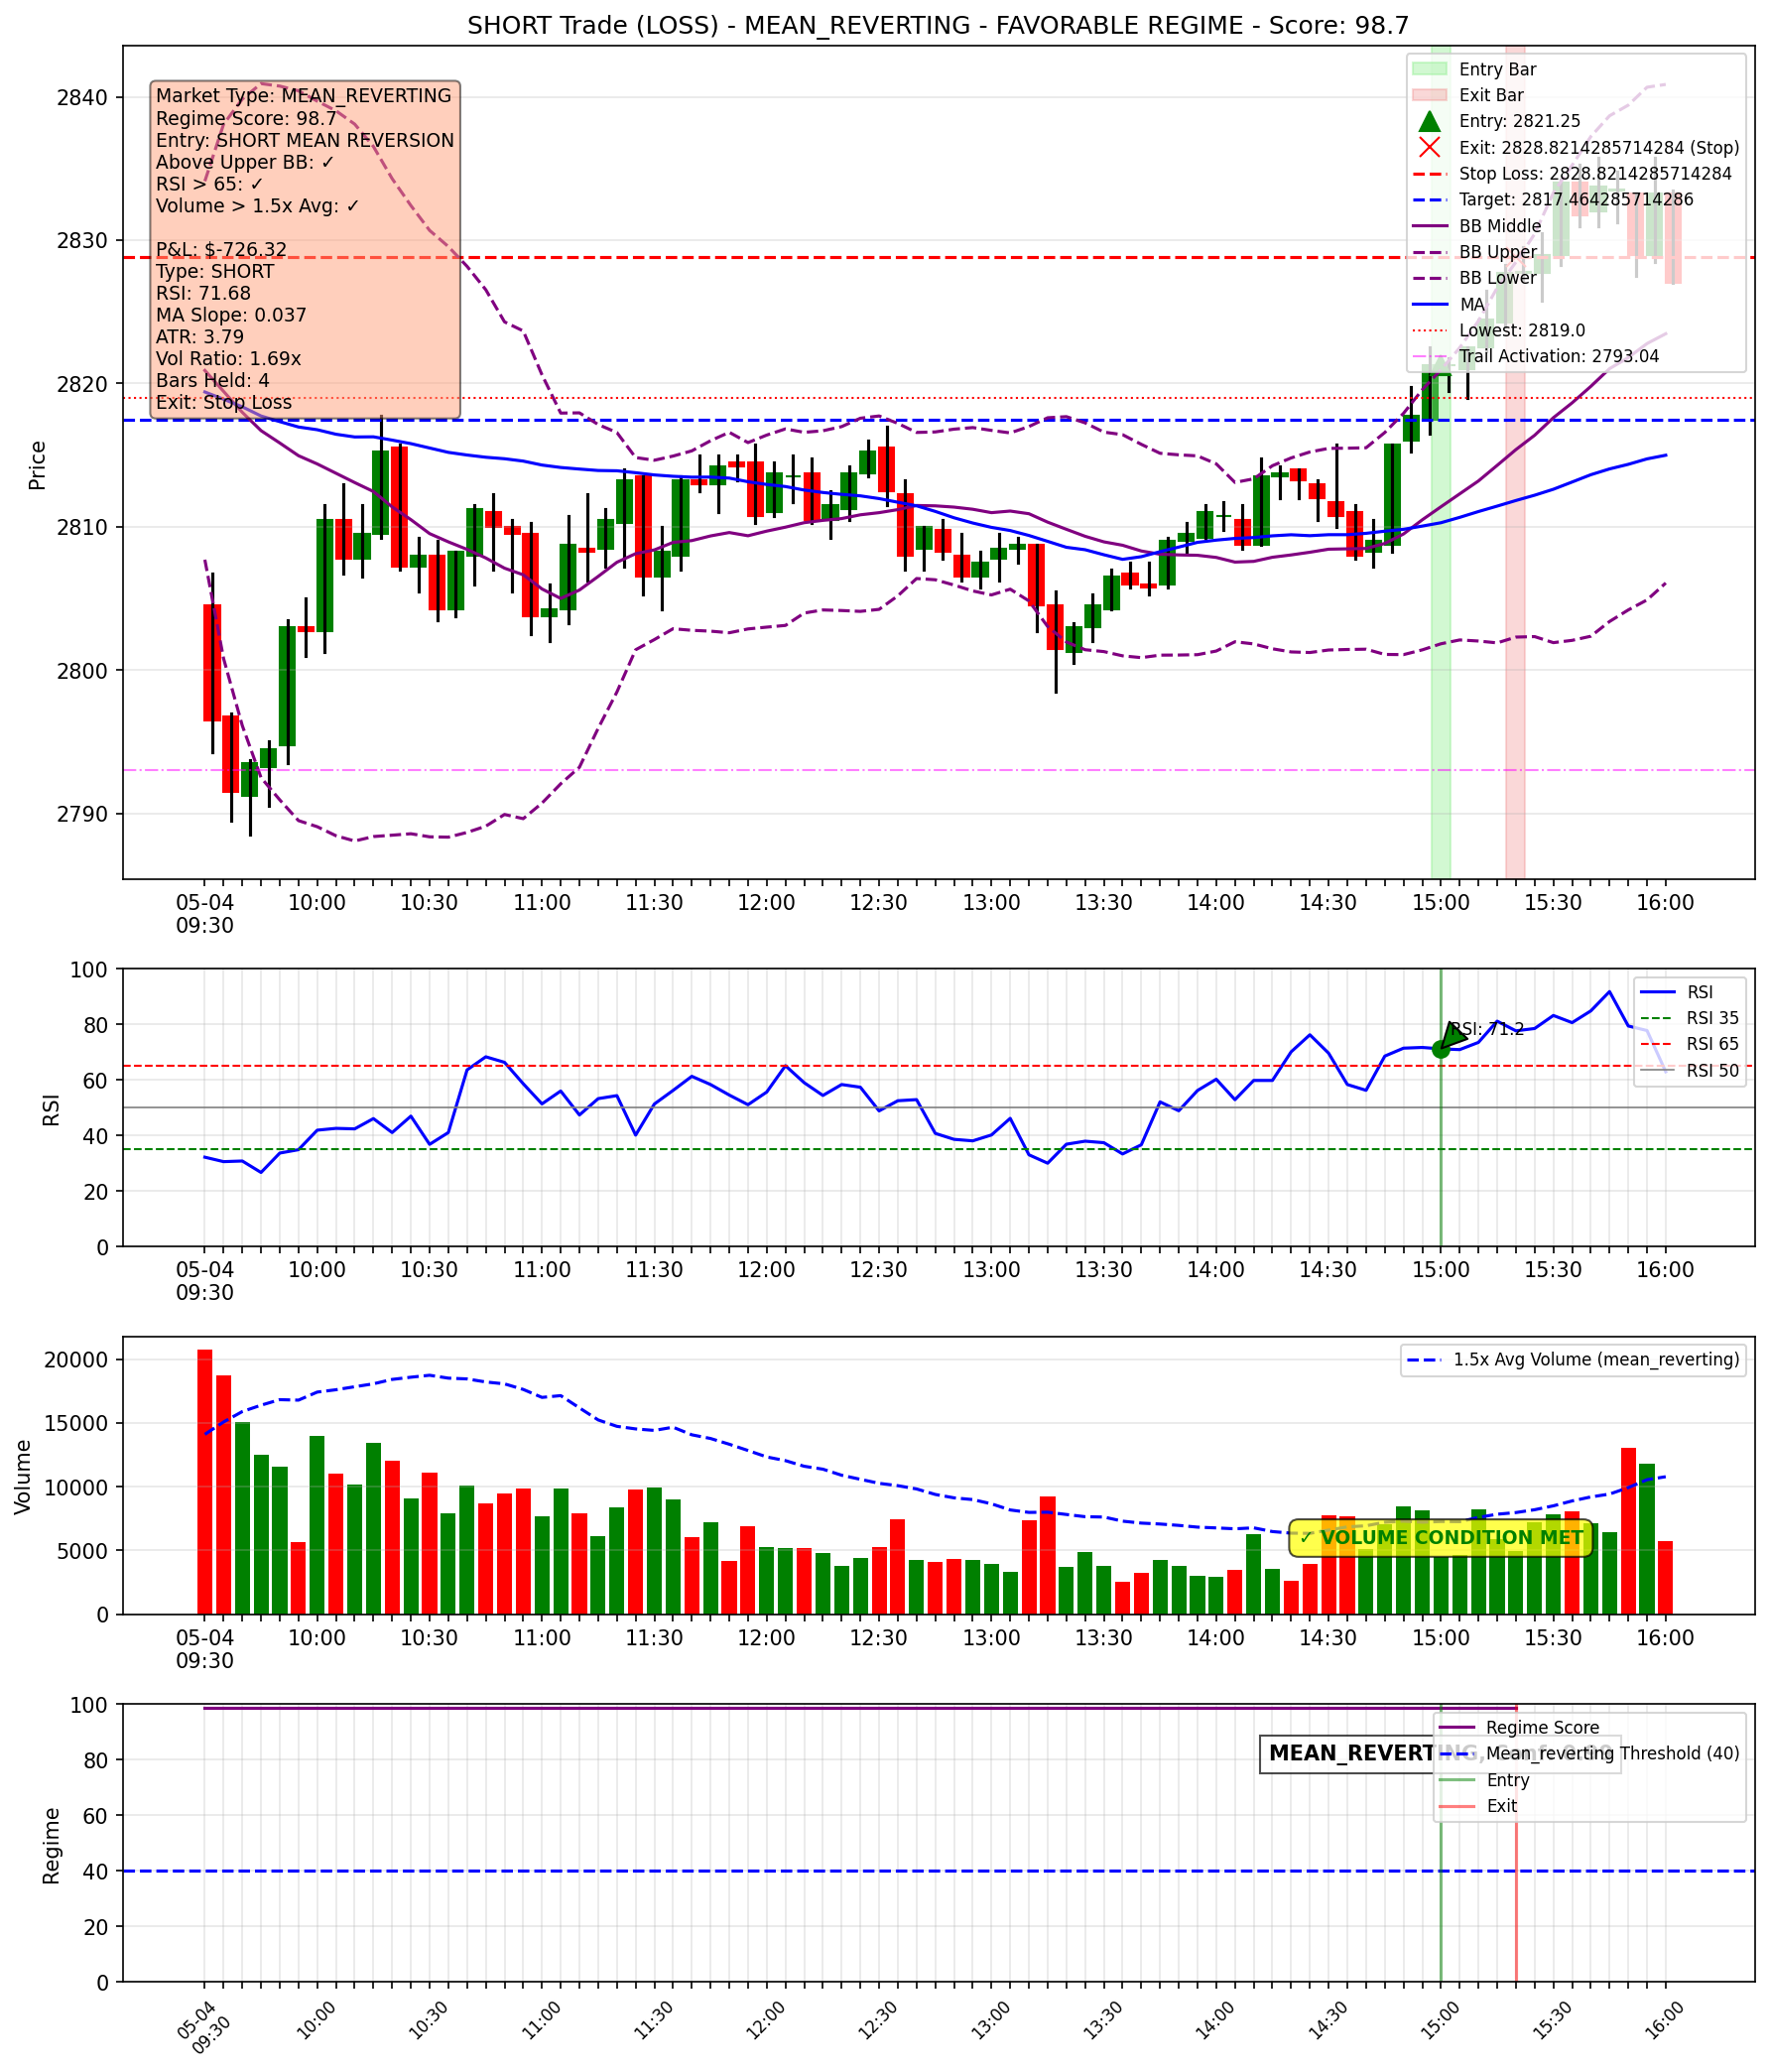 SHORT Trade (LOSS) - MEAN_REVERTING - FAVORABLE REGIME - Score: 98.7
Market Type: MEAN_REVERTING
Regime Score: 98.7
Entry: SHORT MEAN REVERSION
Above Upper BB: ✓
RSI > 65: ✓
Volume > 1.5x Avg: ✓
P&L: $-726.32
Type: SHORT
RSI: 71.68
MA Slope: 0.037
ATR: 3.79
Vol Ratio: 1.69x
Bars Held: 4
Exit: Stop Loss
Entry Bar
Exit Bar
Entry: 2821.25
Exit: 2828.8214285714284 (Stop)
Stop Loss: 2828.8214285714284
Target: 2817.464285714286
BB Middle
BB Upper
BB Lower
MA
Lowest: 2819.0
Trail Activation: 2793.04
Price
2840
2830
2820
2810
2800
2790
05-04 10:00 10:30 11:00 11:30 12:00 12:30 13:00 13:30 14:00 14:30 15:00 15:30 16:00
09:30
RSI
100
80
60
40
20
0
RSI: 71.2
RSI
RSI 35
RSI 65
RSI 50
05-04 10:00 10:30 11:00 11:30 12:00 12:30 13:00 13:30 14:00 14:30 15:00 15:30 16:00
09:30
Volume
20000
15000
10000
5000
0
1.5x Avg Volume (mean_reverting)
✓ VOLUME CONDITION MET
05-04 10:00 10:30 11:00 11:30 12:00 12:30 13:00 13:30 14:00 14:30 15:00 15:30 16:00
09:30
Regime
100
80
60
40
20
0
MEAN_REVERTING,
Regime Score
Mean_reverting Threshold (40)
Entry
Exit
05-04 10:00 10:30 11:00 11:30 12:00 12:30 13:00 13:30 14:00 14:30 15:00 15:30 16:00
09:30